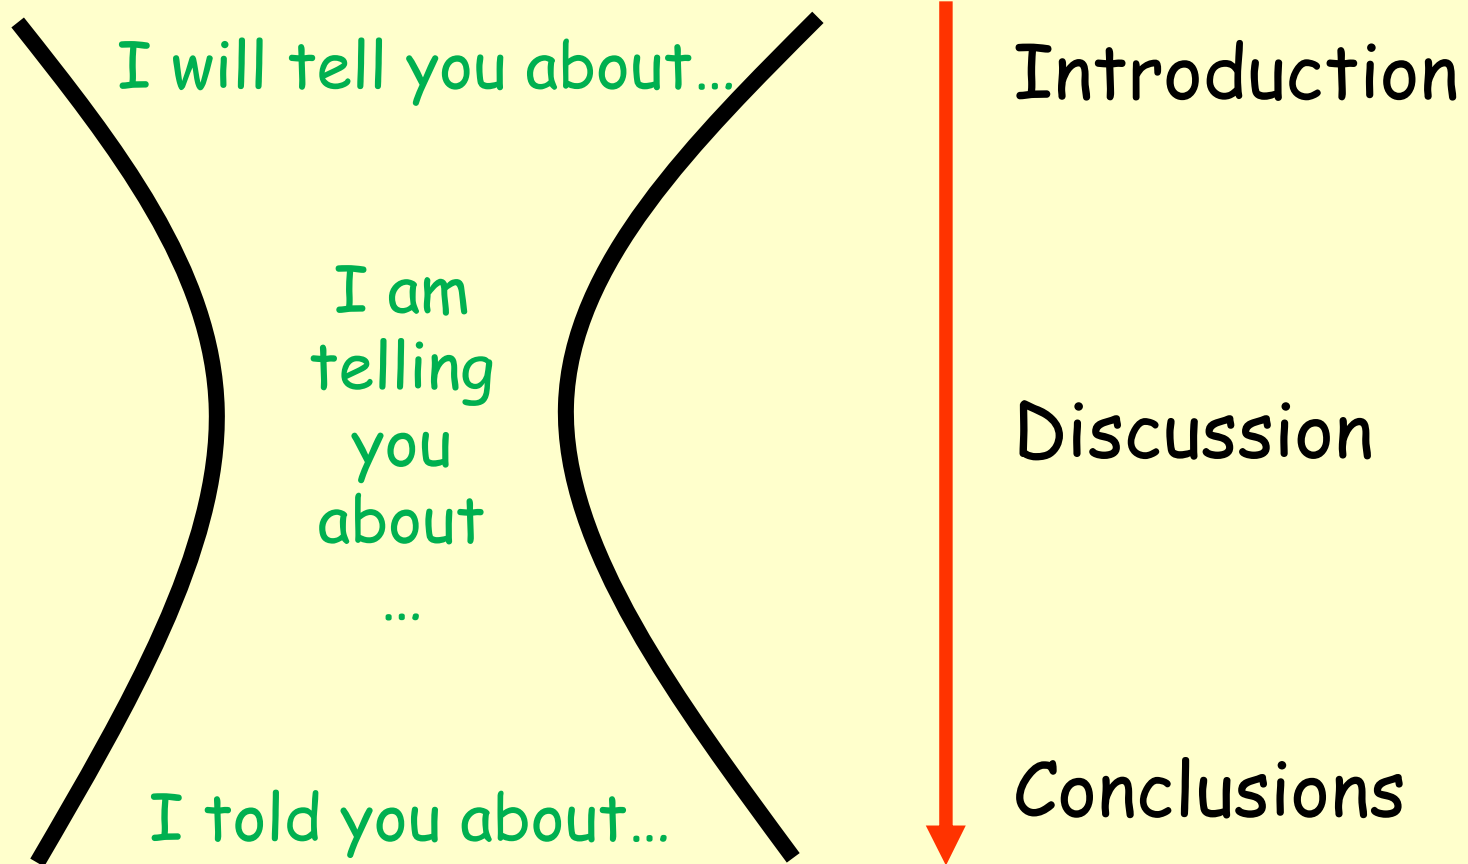 I will tell you about...
Introduction
I am
telling
you
about
...
Discussion
I told you about...
Conclusions